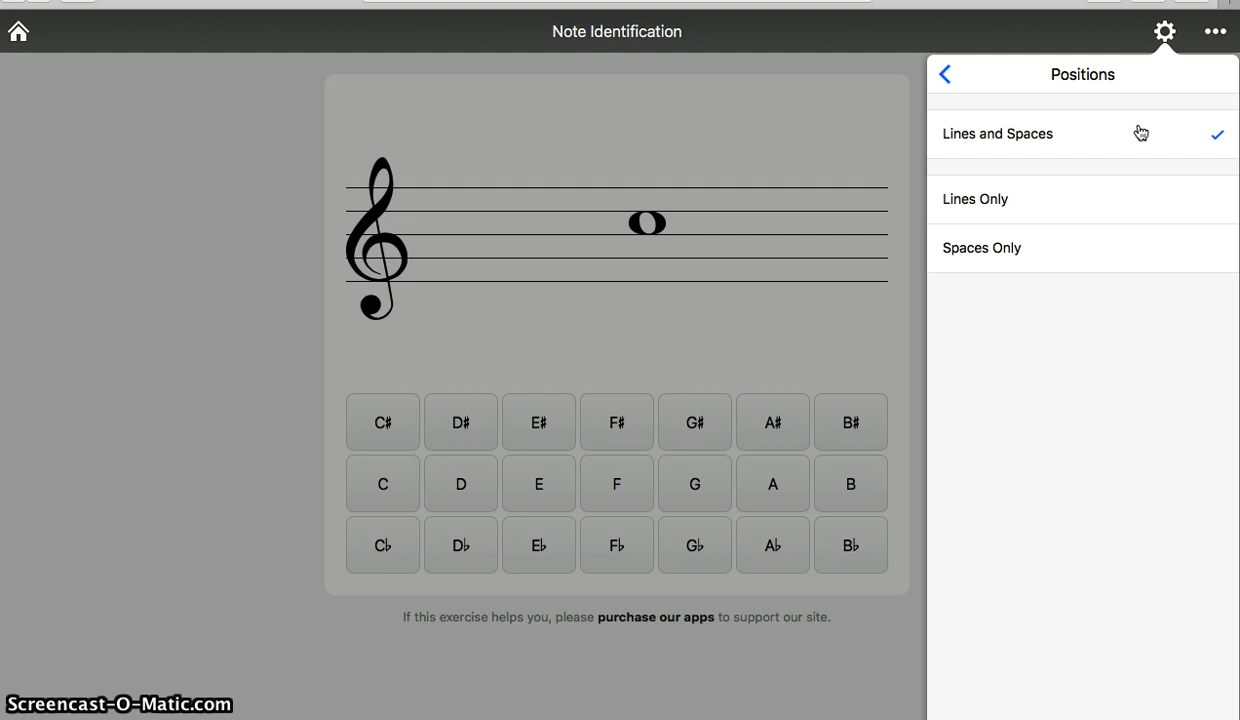 Note Identification
Positions
Lines and Spaces
Lines Only
Spaces Only
C♯ D♯ E♯ F♯ G♯ A♯ B♯
C D E F G A B
C♭ D♭ E♭ F♭ G♭ A♭ B♭
If this exercise helps you, please purchase our apps to support our site.
Screencast-O-Matic.com